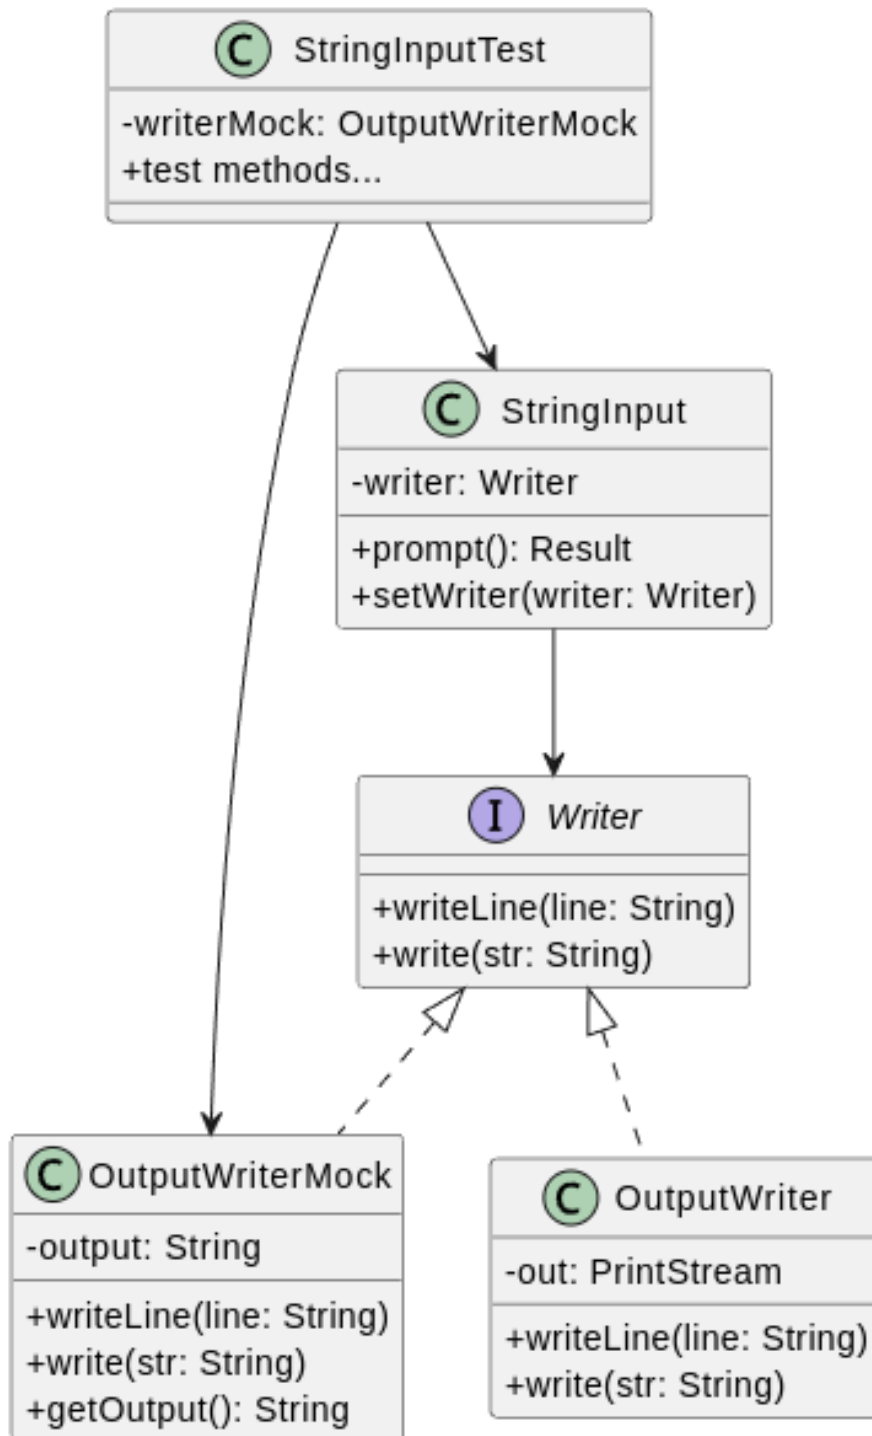 C StringInputTest
-writerMock: OutputWriterMock
+test methods...
C StringInput
-writer: Writer
+prompt(): Result
+setWriter(writer: Writer)
I Writer
+writeLine(line: String)
+write(str: String)
C OutputWriterMock
-output: String
+writeLine(line: String)
+write(str: String)
+getOutput(): String
C OutputWriter
-out: PrintStream
+writeLine(line: String)
+write(str: String)